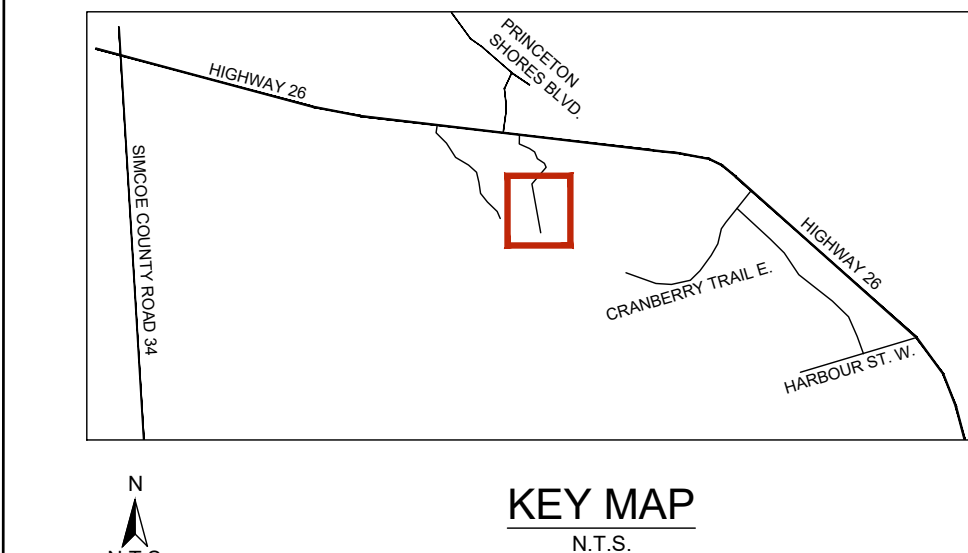 PRINCETON
SHORES BLVD.
HIGHWAY 26
SIMCOE COUNTY ROAD 34
HIGHWAY 26
CRANBERRY TRAIL E.
HARBOUR ST. W.
N
N.T.S.
KEY MAP
N.T.S.